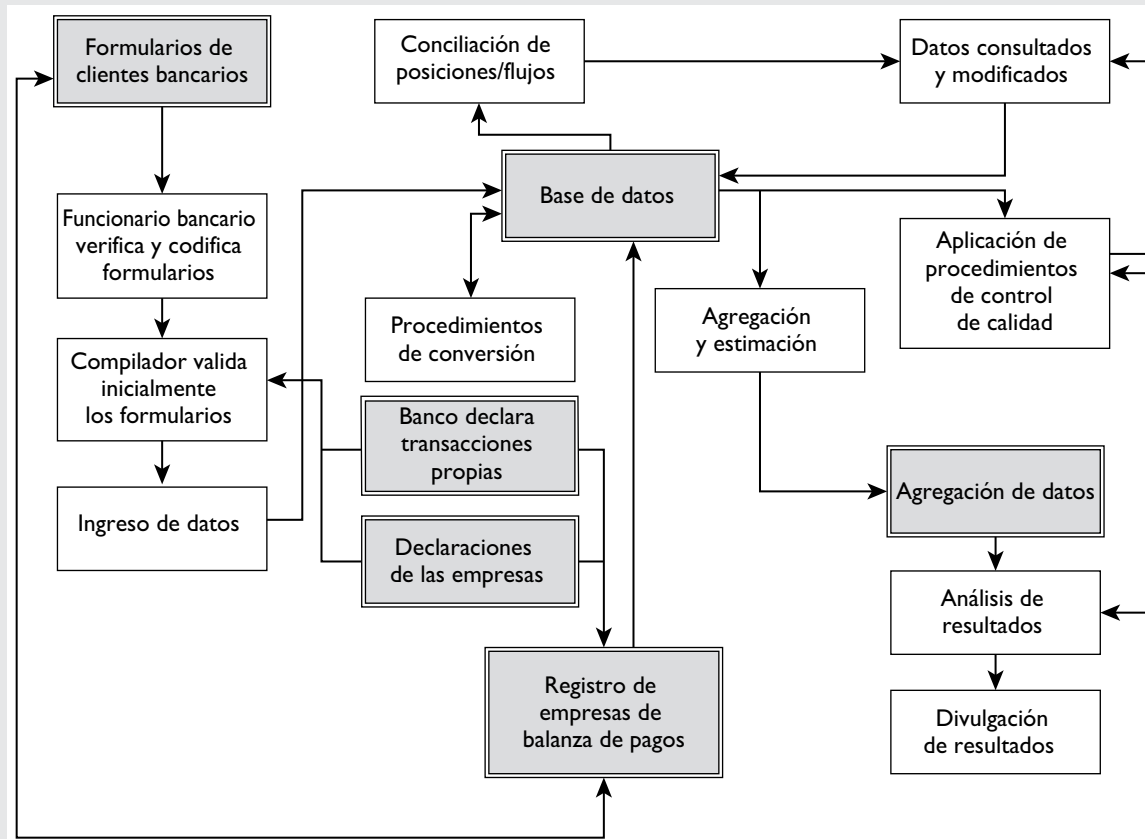 Formularios de
clientes bancarios
Conciliación de
posiciones/flujos
Datos consultados
y modificados
Base de datos
Funcionario bancario
verifica y codifica
formularios
Aplicación de
procedimientos
de control
de calidad
Procedimientos
de conversión
Agregación
y estimación
Compilador valida
inicialmente
los formularios
Banco declara
transacciones
propias
Agregación de datos
Ingreso de datos
Declaraciones
de las empresas
Análisis de
resultados
Registro de
empresas de
balanza de pagos
Divulgación
de resultados